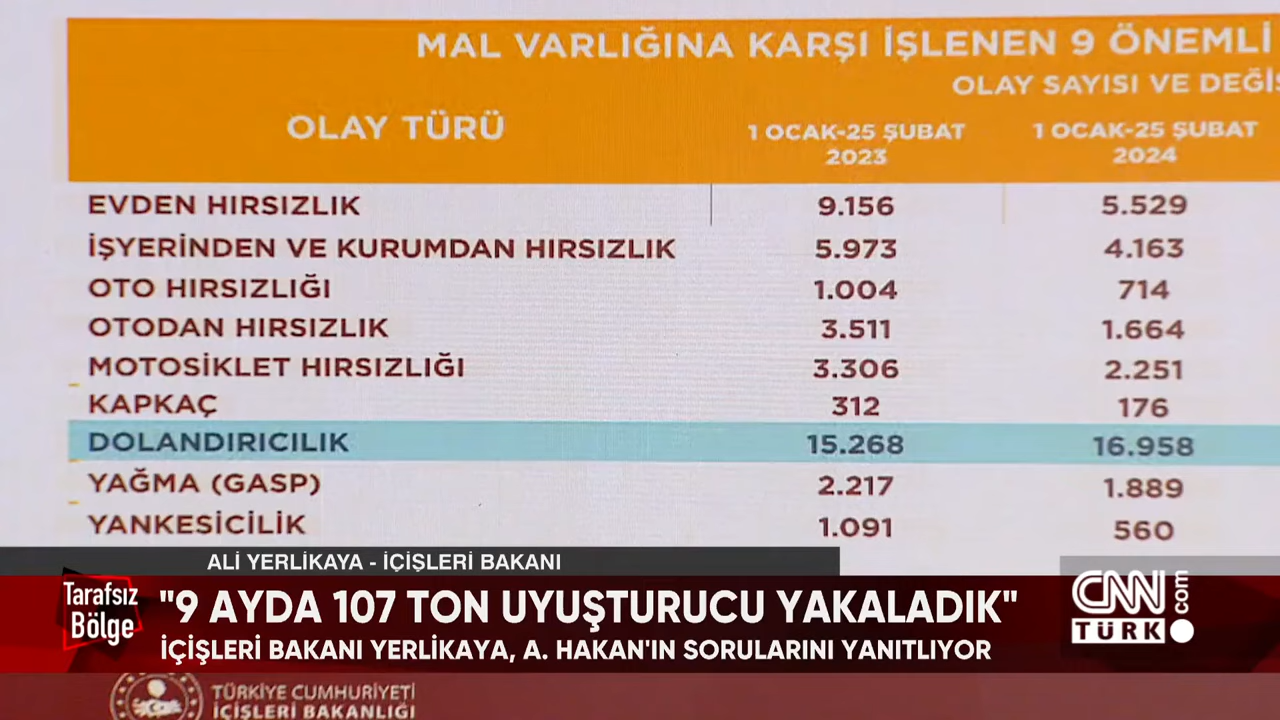 MAL VARLIĞINA KARŞI İŞLENEN 9 ÖNEMLİ
OLAY SAYISI VE DEĞİŞ
OLAY TÜRÜ 1 OCAK-25 ŞUBAT 2023 1 OCAK-25 ŞUBAT 2024
EVDEN HIRSIZLIK 9.156 5.529
İŞYERİNDEN VE KURUMDAN HIRSIZLIK 5.973 4.163
OTO HIRSIZLIĞI 1.004 714
OTODAN HIRSIZLIK 3.511 1.664
MOTOSİKLET HIRSIZLIĞI 3.306 2.251
KAPKAÇ 312 176
DOLANDIRICILIK 15.268 16.958
YAĞMA (GASP) 2.217 1.889
YANKESİCİLİK 1.091 560
ALİ YERLİKAYA - İÇİŞLERİ BAKANI
Tarafsız Bölge
"9 AYDA 107 TON UYUŞTURUCU YAKALADIK"
İÇİŞLERİ BAKANI YERLİKAYA, A. HAKAN'IN SORULARINI YANITLIYOR
CNN TÜRK .com
TÜRKİYE CUMHURİYETİ
İÇİŞLERİ BAKANLIĞI